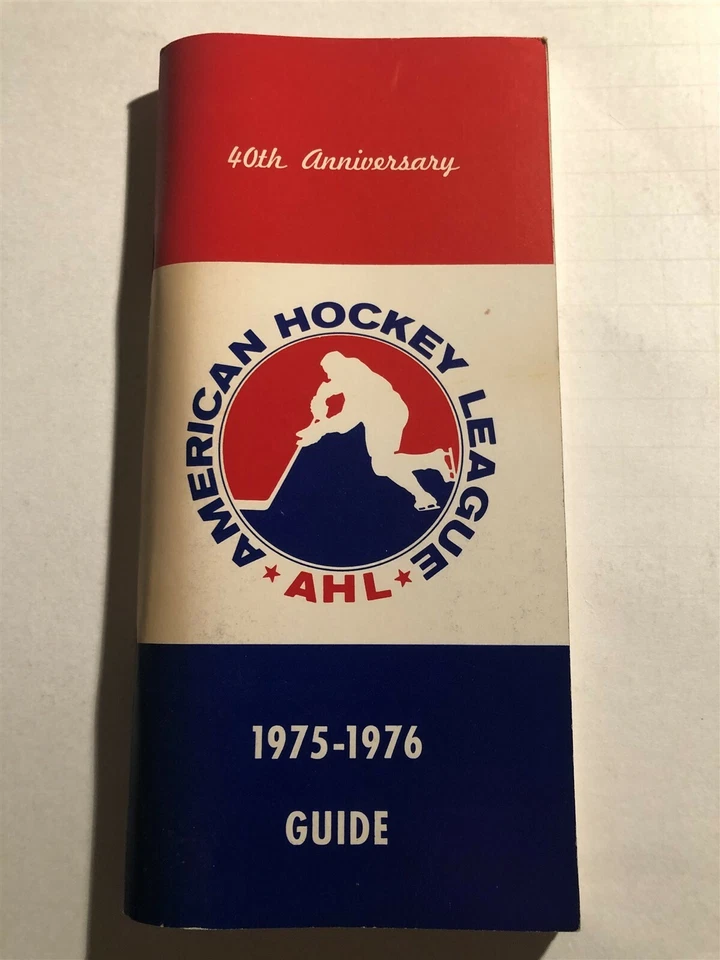 40th Anniversary
AMERICAN HOCKEY LEAGUE
★ AHL ★
1975-1976
GUIDE